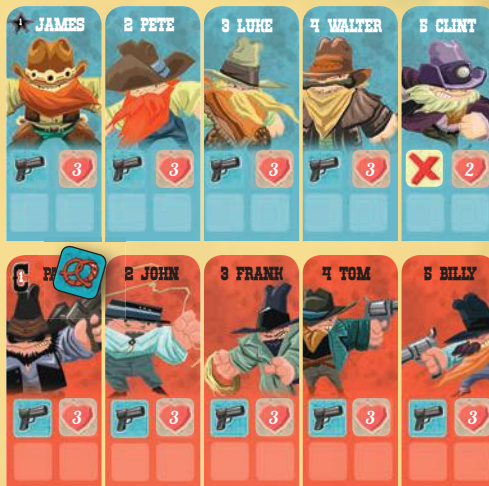 1 JAMES 2 PETE 3 LUKE 4 WALTER 5 CLINT
3 3 3 3 2
1 2 JOHN 3 FRANK 4 TOM 5 BILLY
3 3 3 3 3